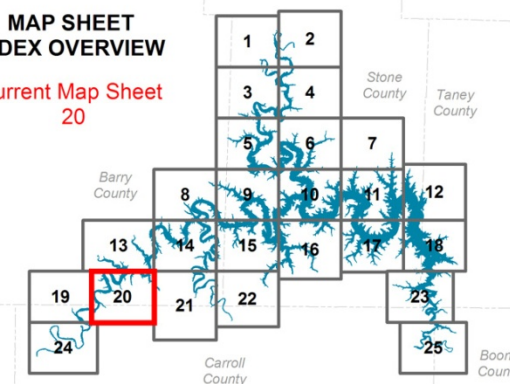 MAP SHEET
NDEX OVERVIEW
urrent Map Sheet
20
1
2
Stone
County
Taney
County
3
4
5
6
7
Barry
County
8
9
10
11
12
13
14
15
16
17
18
19
20
21
22
23
24
25
Carroll
County
Boon
Coun